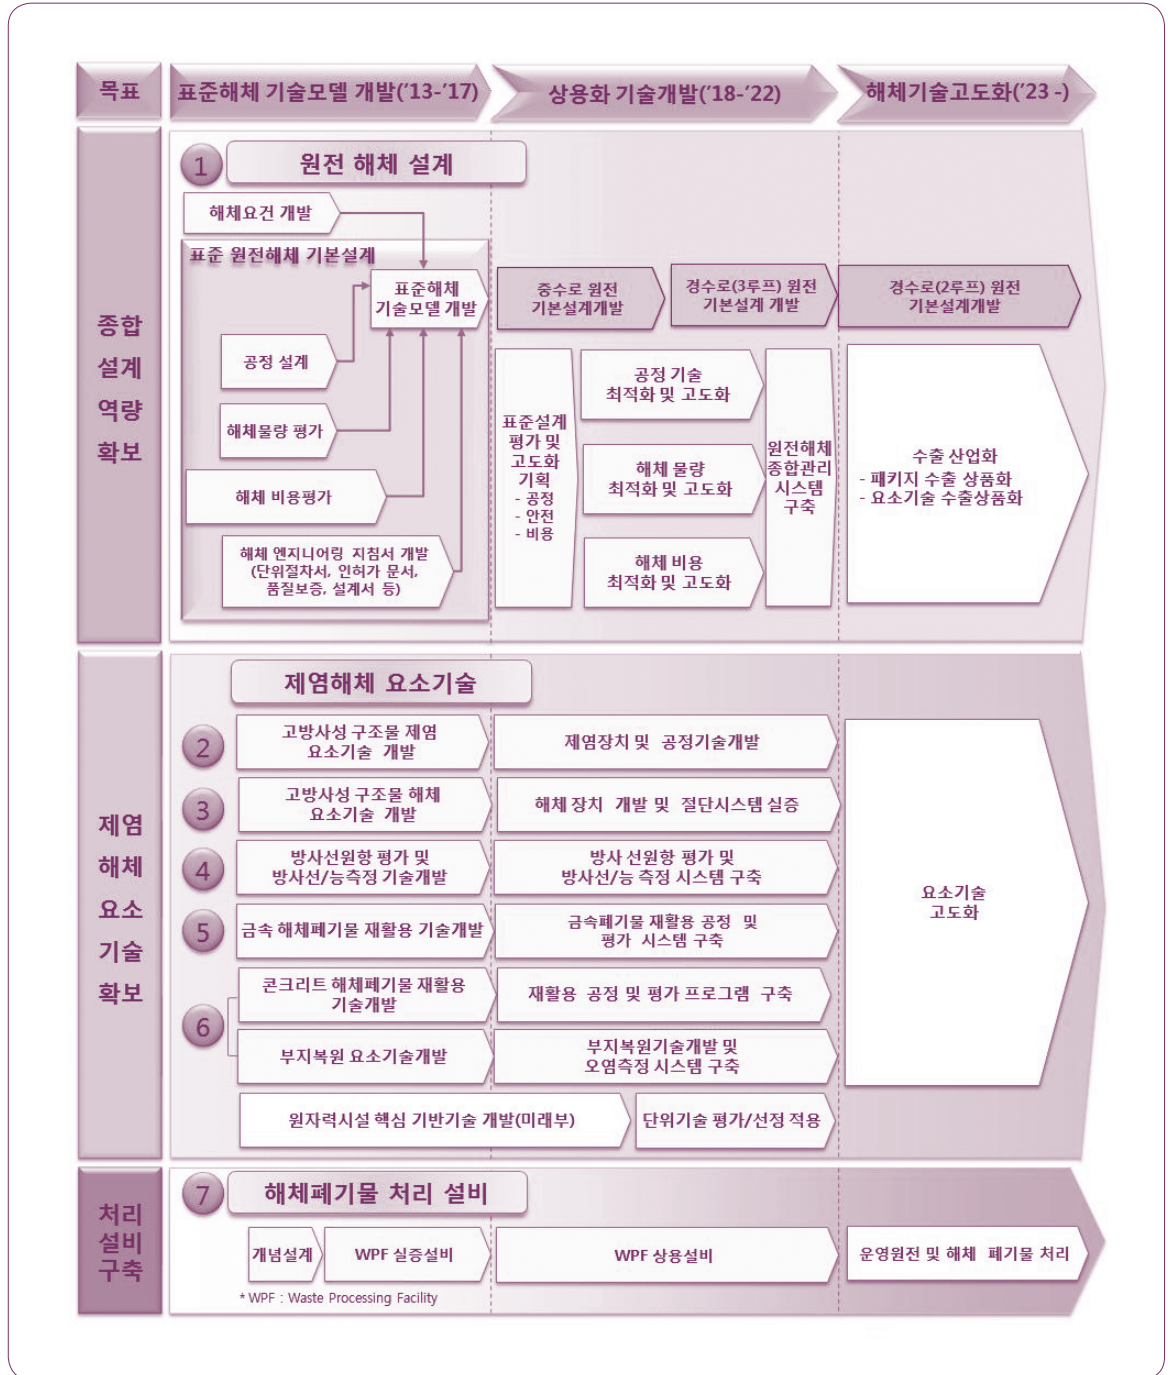 목표
표준해체 기술모델 개발('13-'17)
상용화 기술개발('18-'22)
해체기술고도화('23 -)
종합
설계
역량
확보
1
원전 해체 설계
해체요건 개발
표준 원전해체 기본설계
표준해체
기술모델 개발
공정 설계
해체물량 평가
해체 비용평가
해체 엔지니어링 지침서 개발
(단위절차서, 인허가 문서,
품질보증, 설계서 등)
중수로 원전
기본설계개발
경수로(3루프) 원전
기본설계 개발
경수로(2루프) 원전
기본설계개발
표준설계
평가 및
고도화
기획
- 공정
- 안전
- 비용
공정 기술
최적화 및 고도화
해체 물량
최적화 및 고도화
해체 비용
최적화 및 고도화
원전해체
종합관리
시스템
구축
수출 산업화
- 패키지 수출 상품화
- 요소기술 수출상품화
제염
해체
요소
기술
확보
제염해체 요소기술
2
고방사성 구조물 제염
요소기술 개발
제염장치 및 공정기술개발
3
고방사성 구조물 해체
요소기술 개발
해체 장치 개발 및 절단시스템 실증
4
방사선원항 평가 및
방사선/능측정 기술개발
방사 선원항 평가 및
방사선/능 측정 시스템 구축
5
금속 해체폐기물 재활용 기술개발
금속폐기물 재활용 공정 및
평가 시스템 구축
6
콘크리트 해체폐기물 재활용
기술개발
재활용 공정 및 평가 프로그램 구축
부지복원 요소기술개발
부지복원기술개발 및
오염측정 시스템 구축
원자력시설 핵심 기반기술 개발(미래부)
단위기술 평가/선정 적용
요소기술
고도화
처리
설비
구축
7
해체폐기물 처리 설비
개념설계
WPF 실증설비
WPF 상용설비
운영원전 및 해체 폐기물 처리
* WPF : Waste Processing Facility